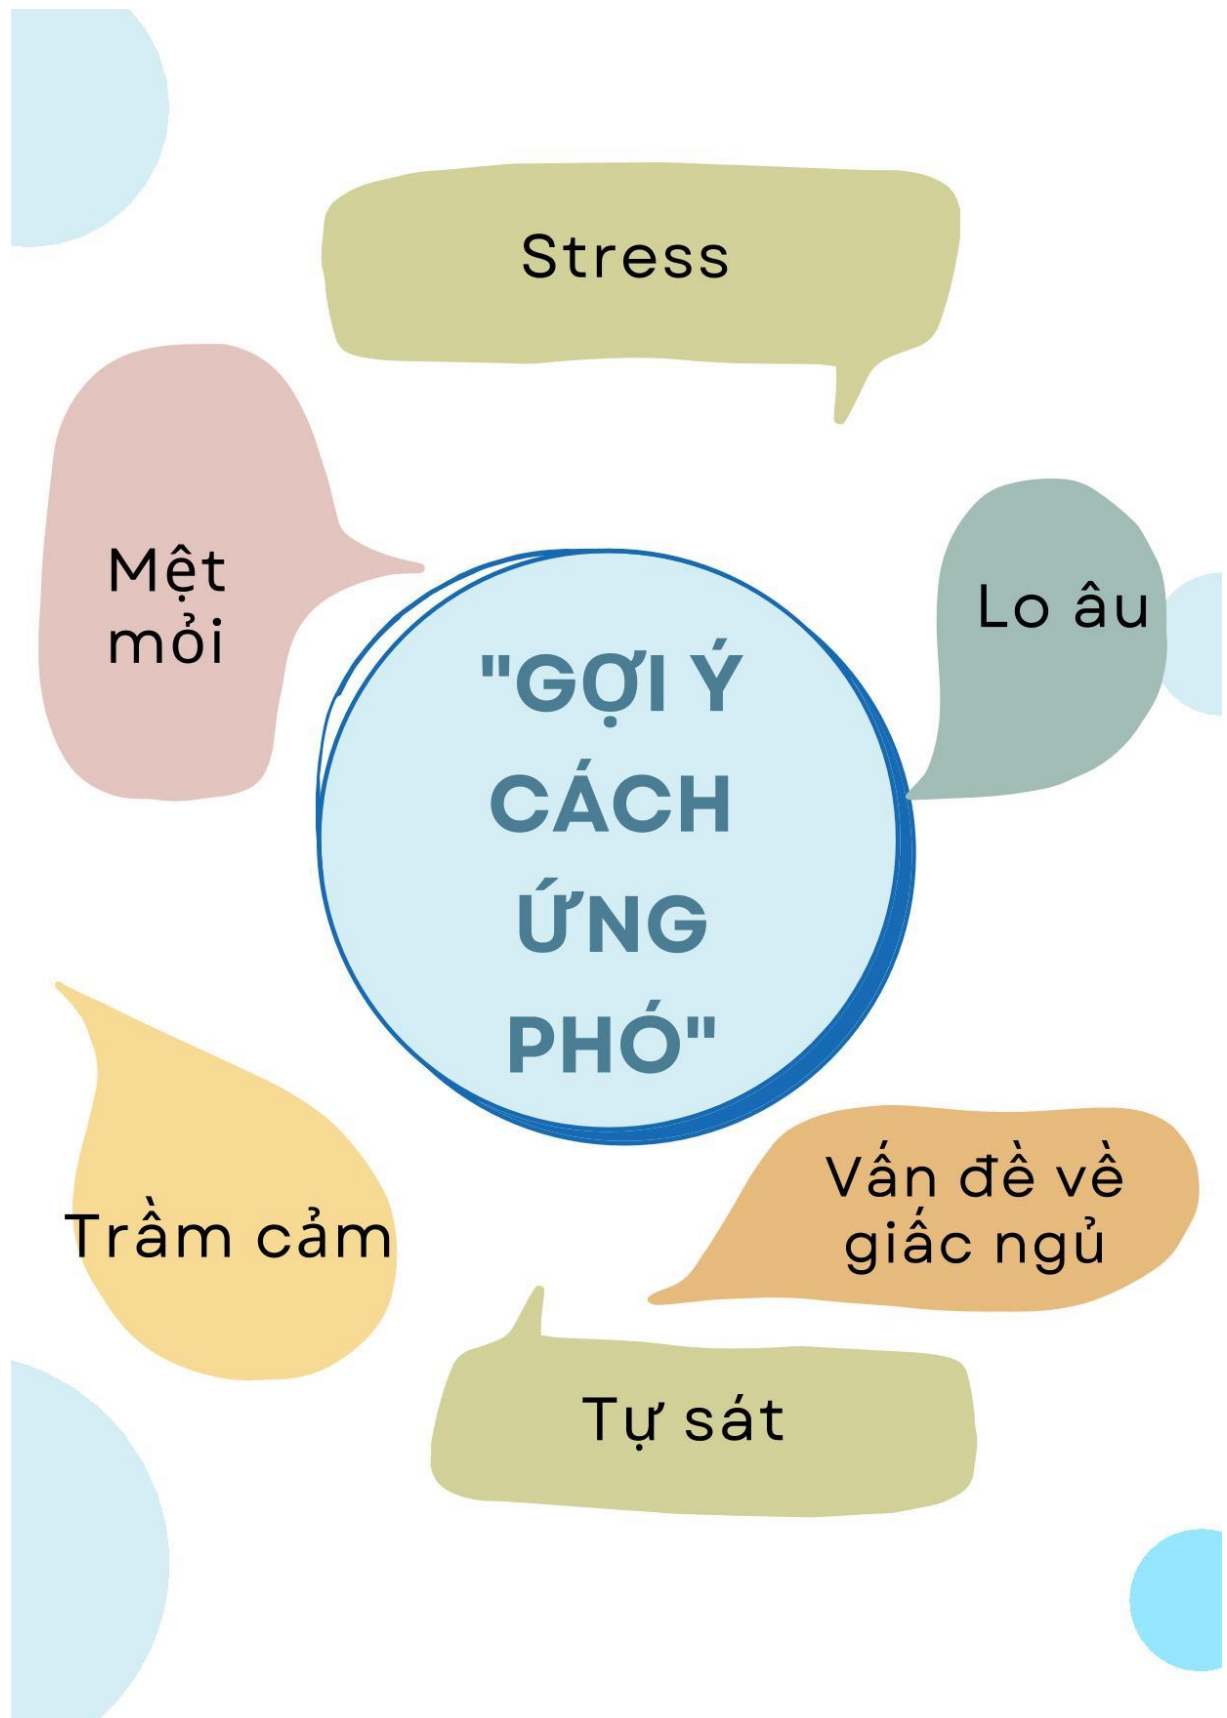 Stress
Mệt
mỏi
Lo âu
"GỢI Ý
CÁCH
ỨNG
PHÓ"
Trầm cảm
Vấn đề về
giấc ngủ
Tự sát